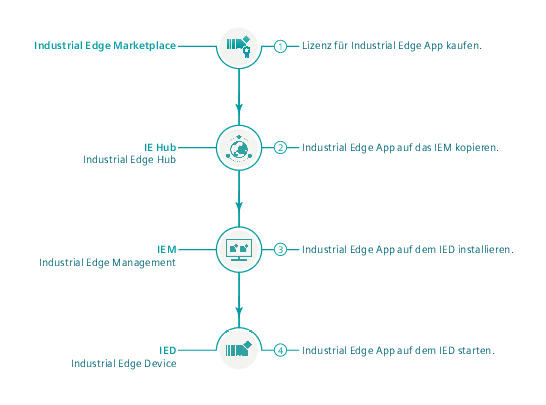 Industrial Edge Marketplace
1
Lizenz für Industrial Edge App kaufen.
IE Hub
Industrial Edge Hub
2
Industrial Edge App auf das IEM kopieren.
IEM
Industrial Edge Management
3
Industrial Edge App auf dem IED installieren.
IED
Industrial Edge Device
4
Industrial Edge App auf dem IED starten.